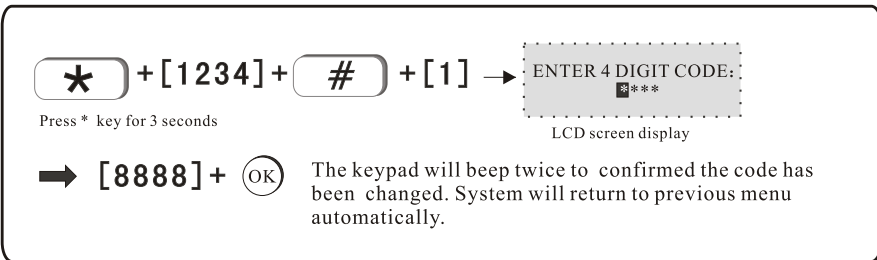 * +[1234]+ # +[1] → ENTER 4 DIGIT CODE:
****
Press * key for 3 seconds
LCD screen display
➡ [8888]+ OK The keypad will beep twice to confirmed the code has
been changed. System will return to previous menu
automatically.